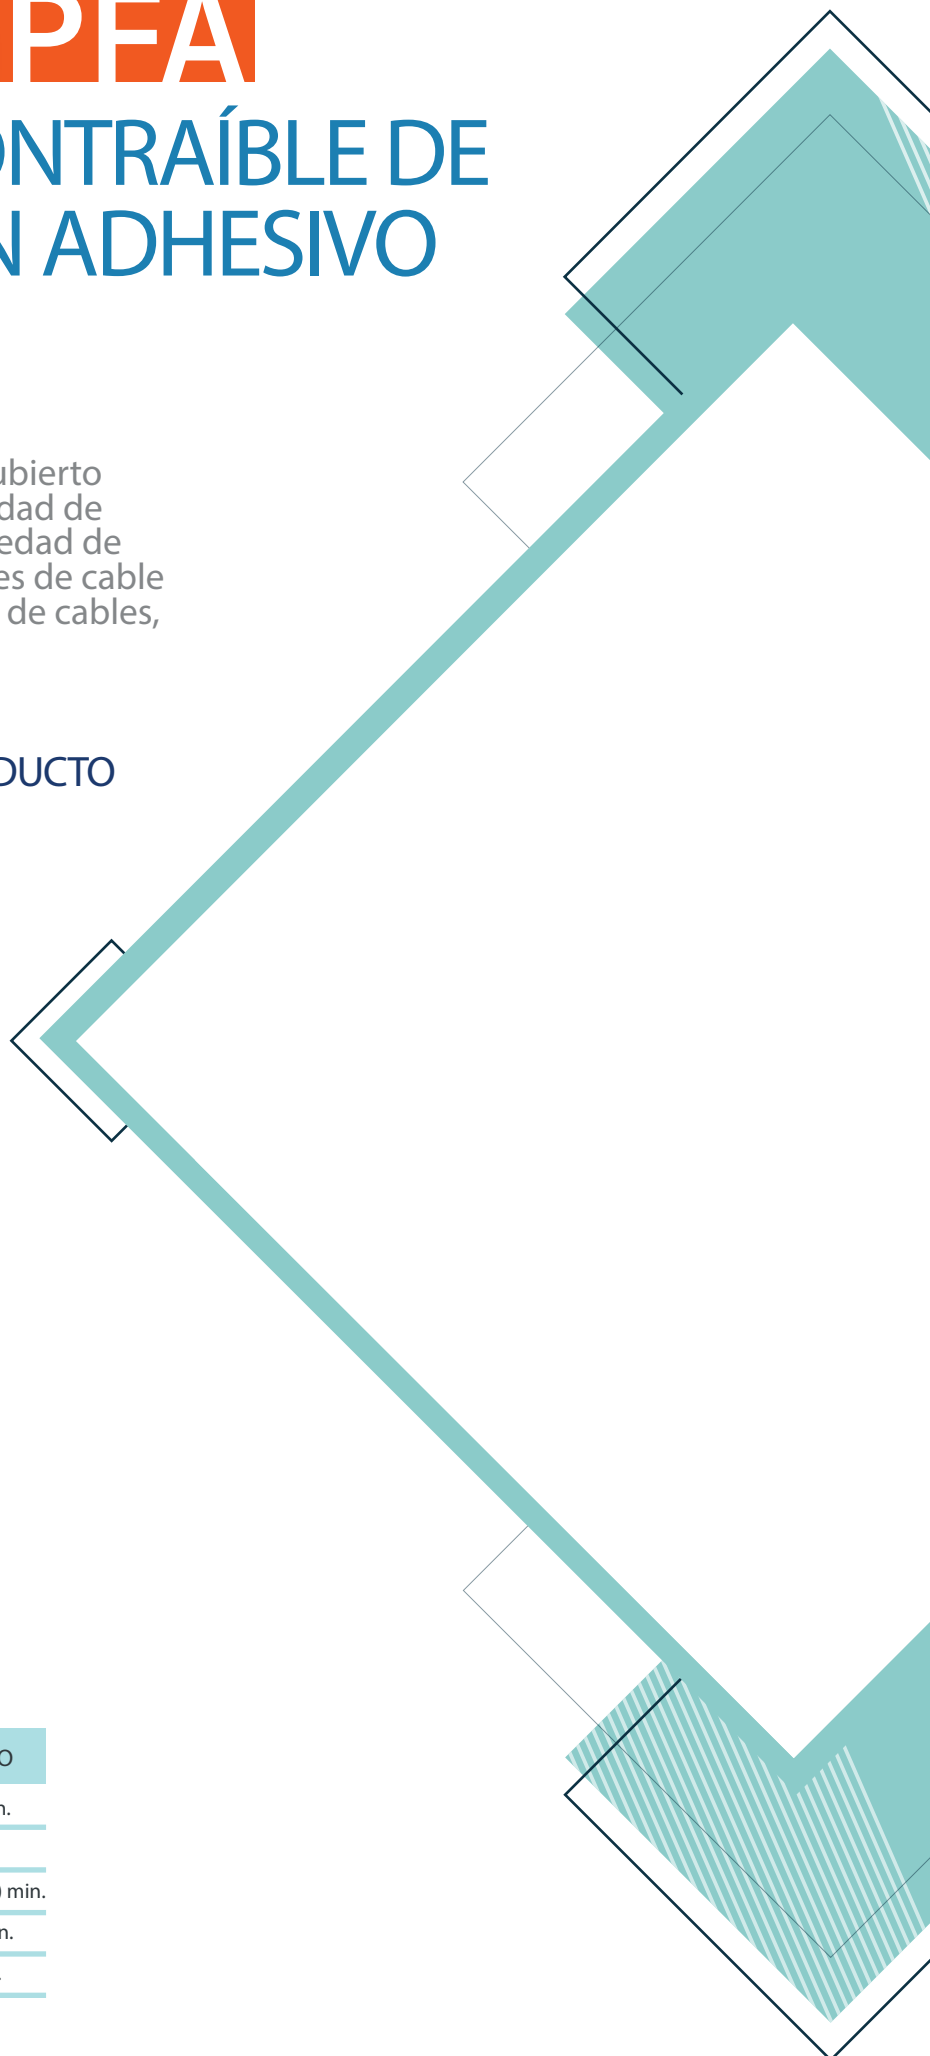 PFA
ONTRAÍBLE DE
N ADHESIVO
ubierto
dad de
edad de
es de cable
de cables,
DUCTO
O
n.
min.
n.